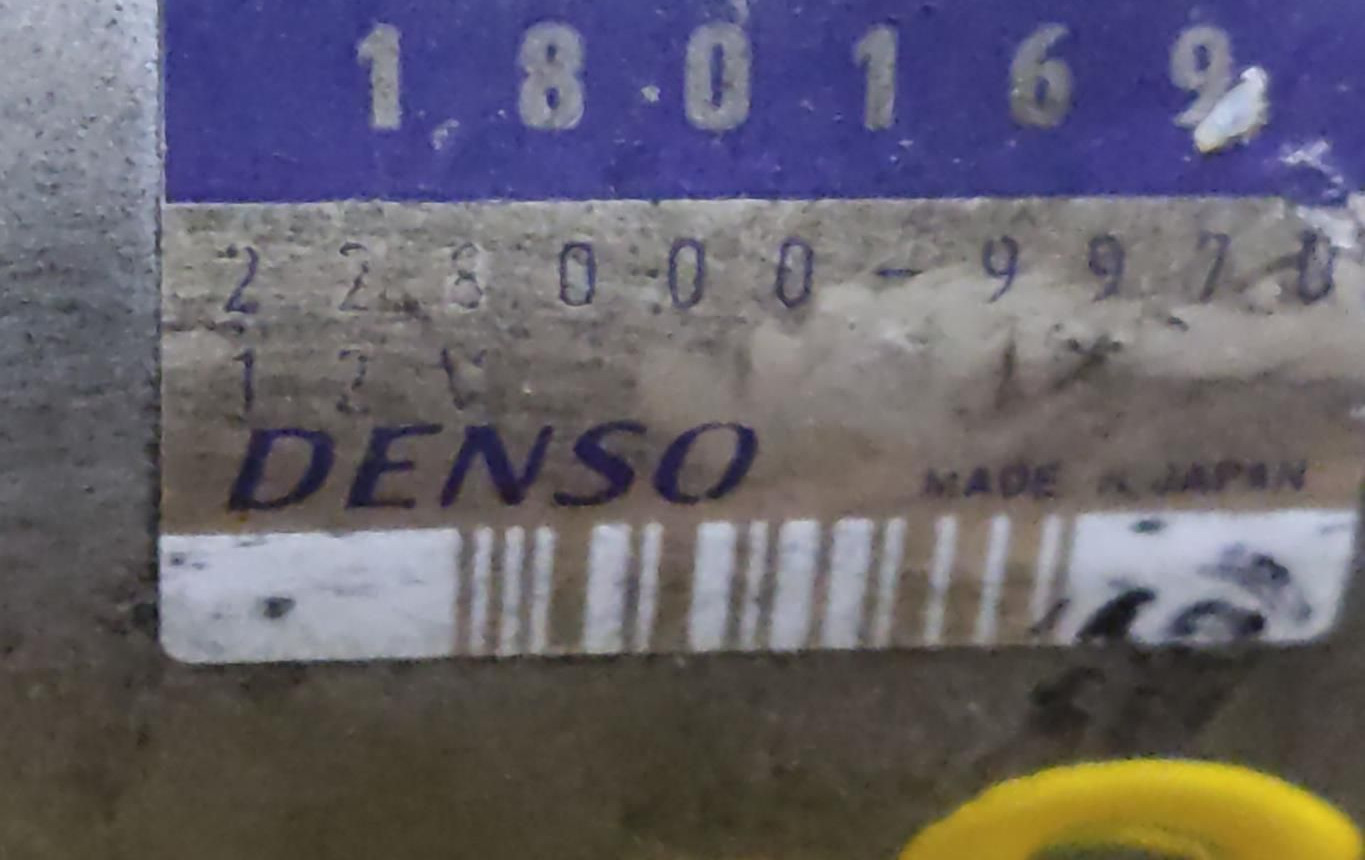 180169
228000-9970
12V
DENSO
MADE IN JAPAN